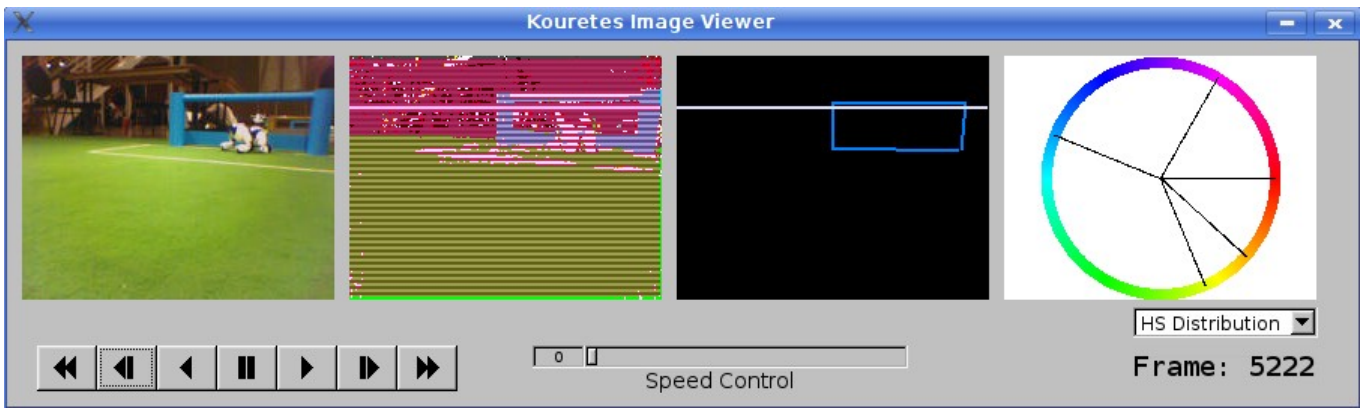 Kouretes Image Viewer
HS Distribution
0
Speed Control
Frame: 5222